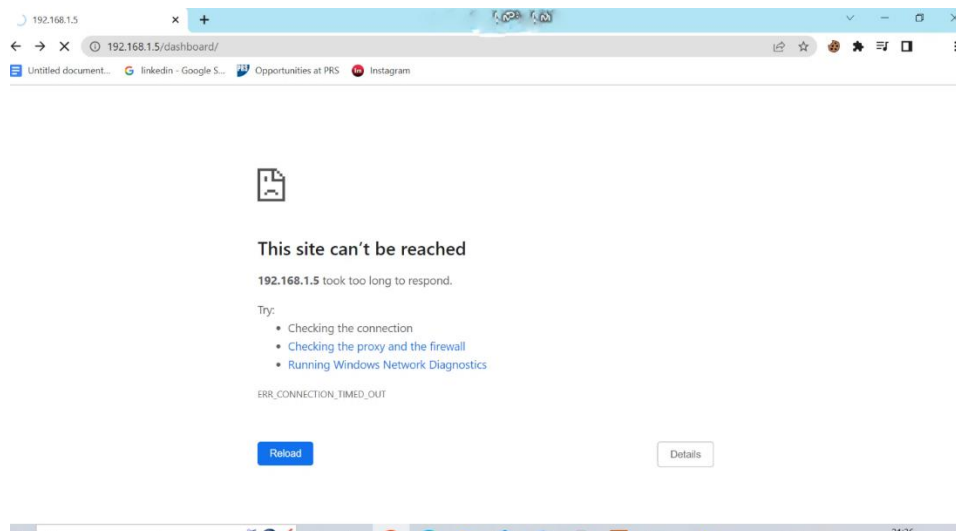 192.168.1.5
192.168.1.5/dashboard/
Untitled document...
linkedin - Google S...
Opportunities at PRS
Instagram
This site can't be reached
192.168.1.5 took too long to respond.
Try:
• Checking the connection
• Checking the proxy and the firewall
• Running Windows Network Diagnostics
ERR_CONNECTION_TIMED_OUT
Reload
Details